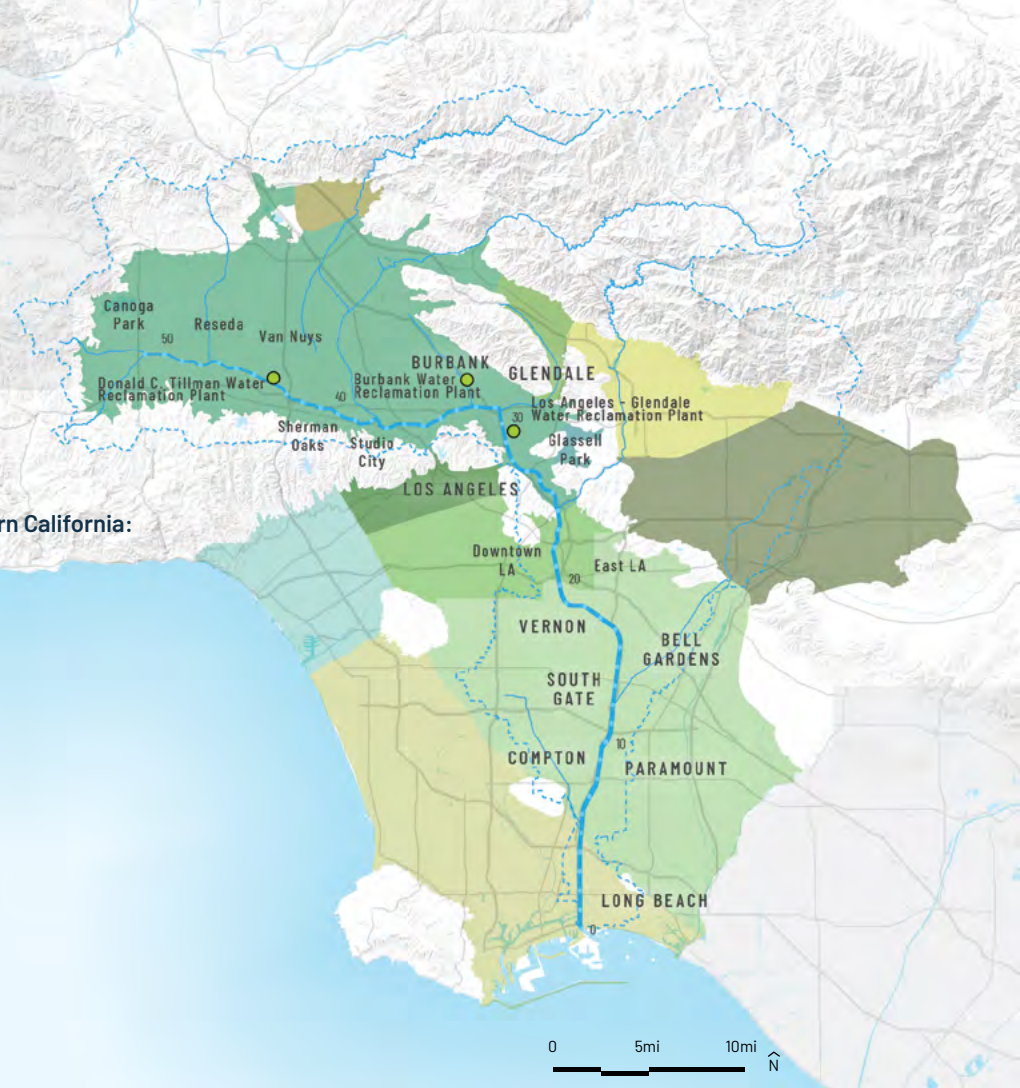 Canoga
Park
50
Reseda
Van Nuys
BURBANK
GLENDALE
Donald C. Tillman Water
Reclamation Plant
40
Burbank Water
Reclamation Plant
Los Angeles - Glendale
Water Reclamation Plant
30
Sherman
Oaks
Studio
City
Glassell
Park
LOS ANGELES
rn California:
Downtown
LA
East LA
20
VERNON
BELL
GARDENS
SOUTH
GATE
10
COMPTON
PARAMOUNT
LONG BEACH
0
0 5mi 10mi
N